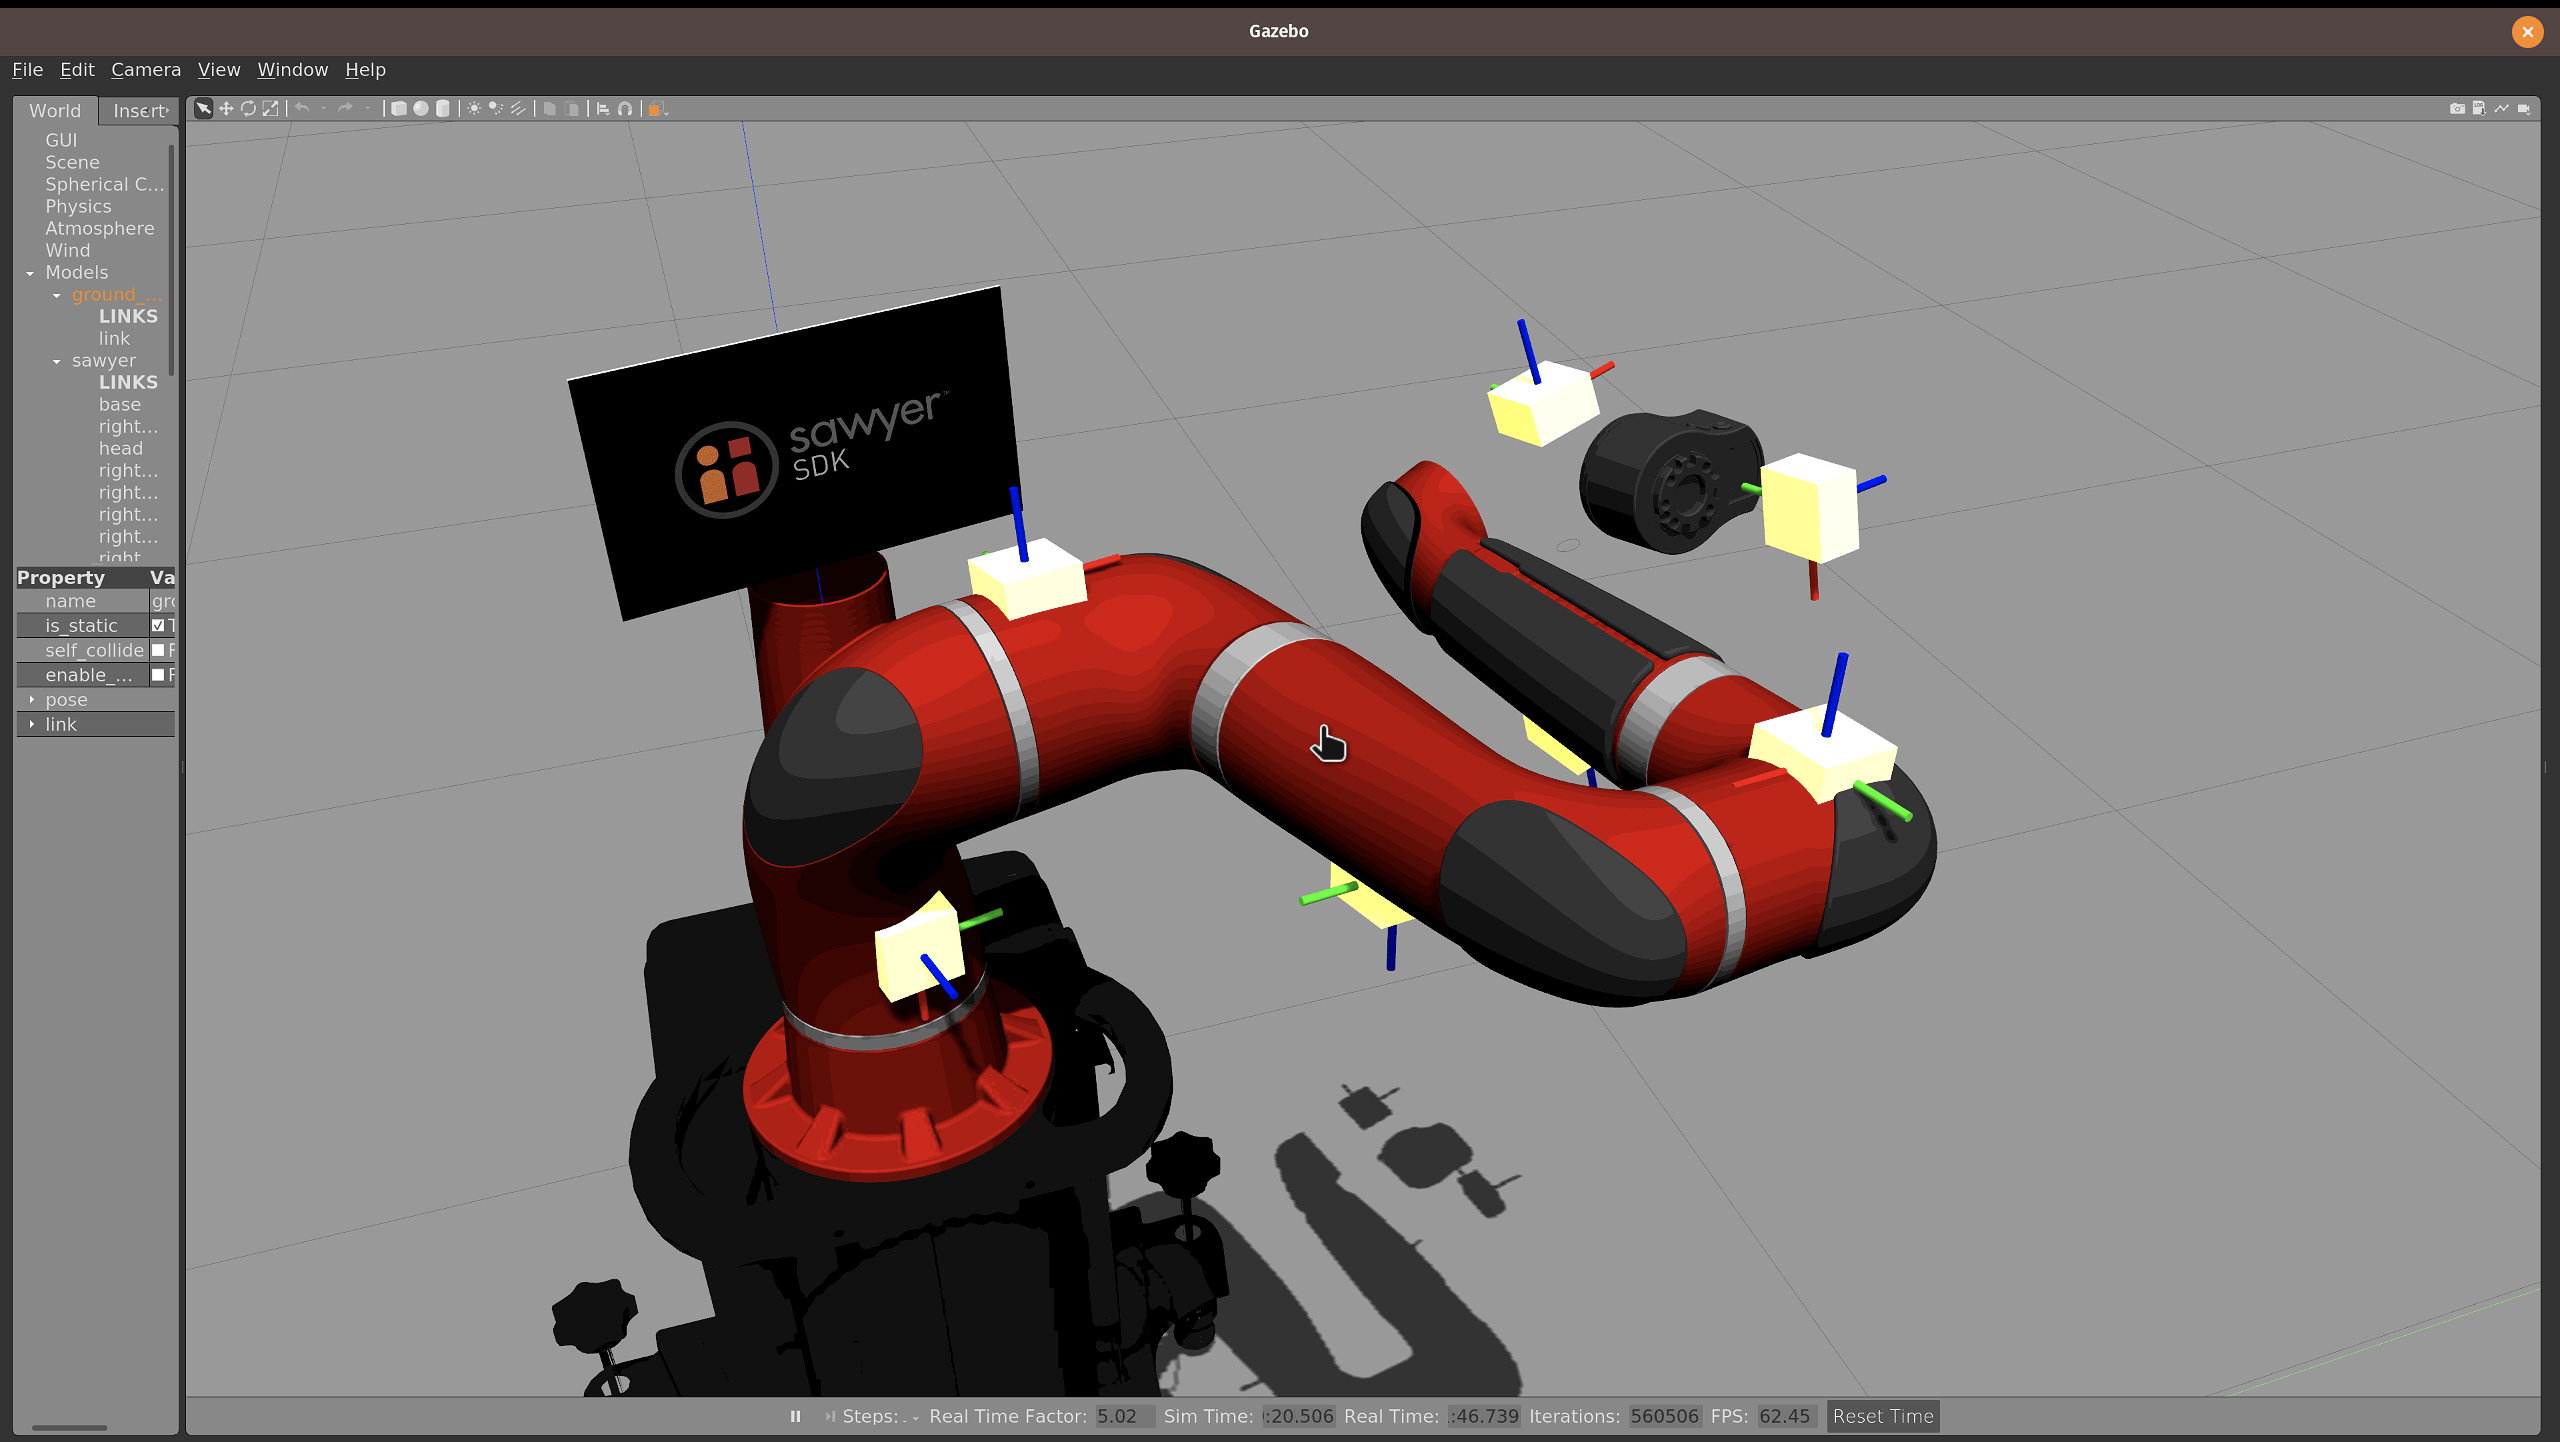 Gazebo
File Edit Camera View Window Help
World Insert
GUI
Scene
Spherical C...
Physics
Atmosphere
Wind
Models
ground_...
LINKS
link
sawyer
LINKS
base
right...
head
right...
right...
right...
right...
right
Property Va
name gr
is_static T
self_collide F
enable_... F
pose
link
sawyer™
SDK
Steps: - Real Time Factor: 5.02 Sim Time: :20.506 Real Time: :46.739 Iterations: 560506 FPS: 62.45 Reset Time